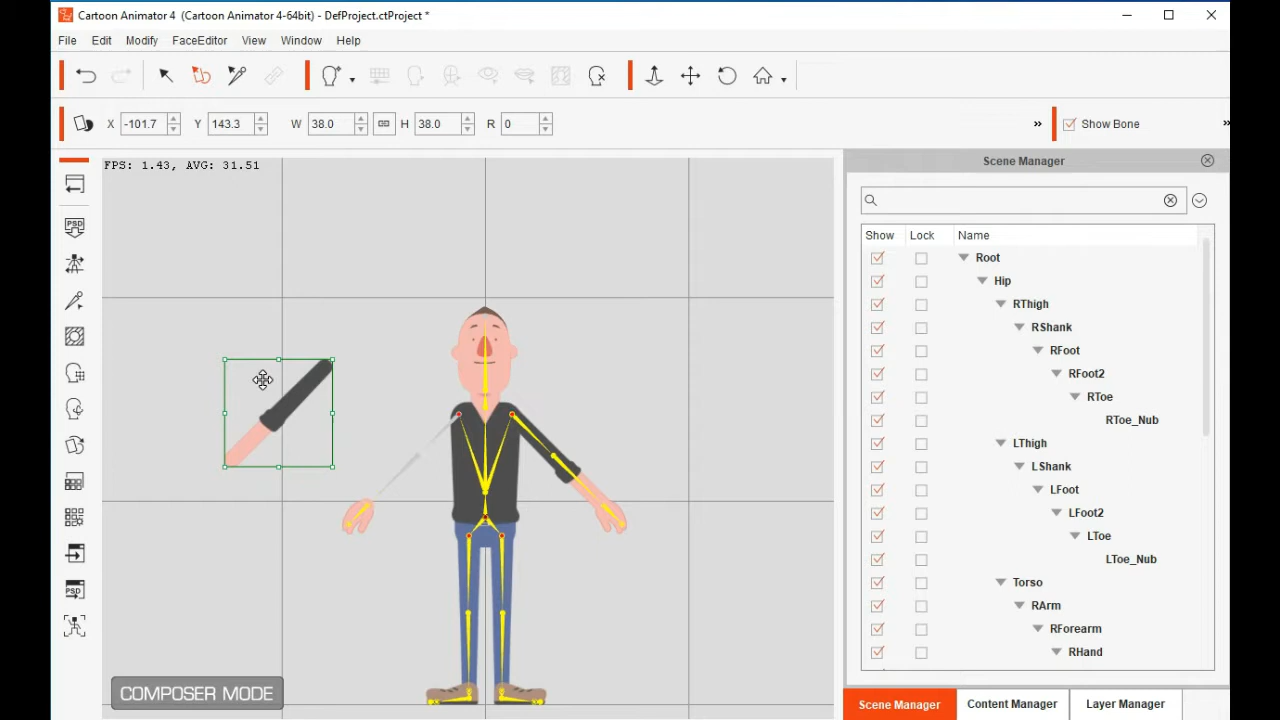 Cartoon Animator 4 (Cartoon Animator 4-64bit) - DefProject.ctProject *
File Edit Modify FaceEditor View Window Help
X -101.7 Y 143.3 W 38.0 H 38.0 R 0 » Show Bone »
FPS: 1.43, AVG: 31.51
Scene Manager
Show Lock Name
Root
Hip
RThigh
RShank
RFoot
RFoot2
RToe
RToe_Nub
LThigh
LShank
LFoot
LFoot2
LToe
LToe_Nub
Torso
RArm
RForearm
RHand
PSD
PSD
COMPOSER MODE
Scene Manager Content Manager Layer Manager